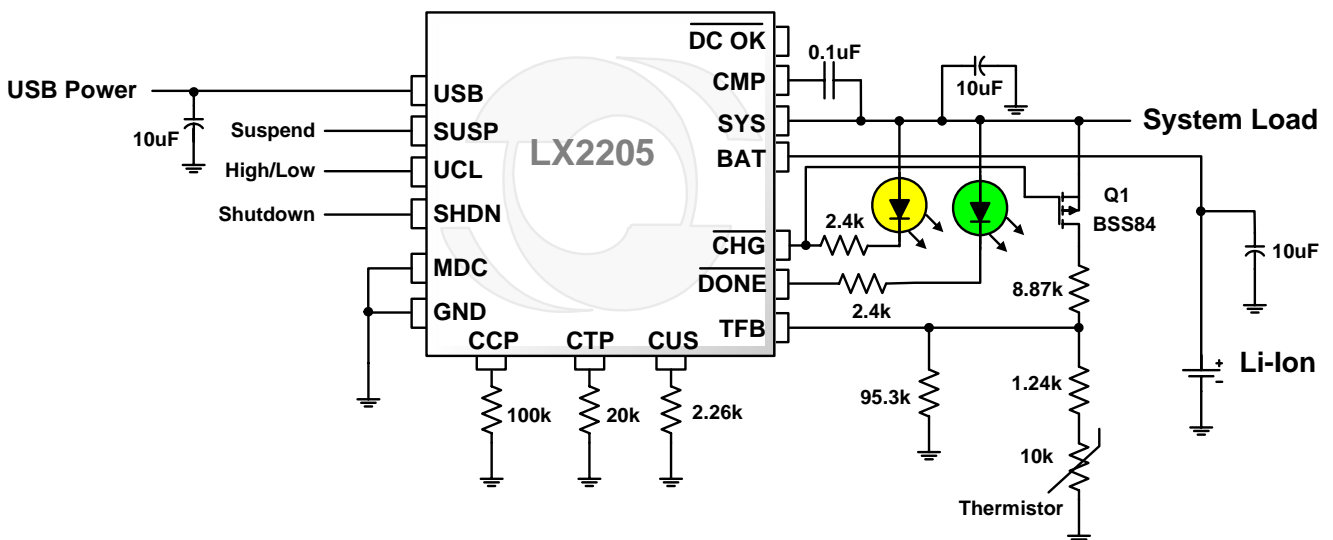 DC OK
0.1uF
CMP
10uF
USB Power
USB
SYS
System Load
10uF
Suspend
SUSP
LX2205
BAT
High/Low
UCL
Q1
BSS84
Shutdown
SHDN
2.4k
CHG
10uF
MDC
DONE
8.87k
GND
2.4k
TFB
CCP
CTP
CUS
Li-Ion
+
-
100k
20k
2.26k
95.3k
1.24k
10k
Thermistor